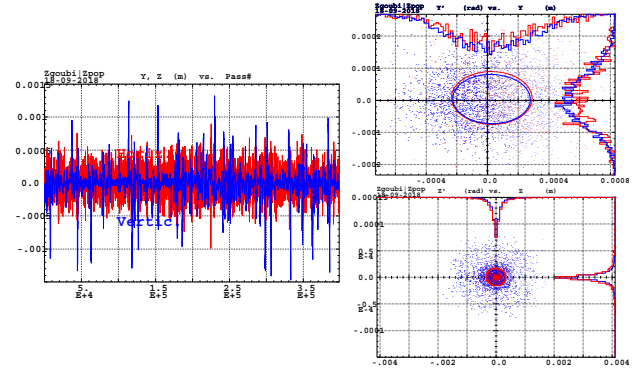 Zgoubi|Zpop
18-09-2018
Y, Z (m) vs. Pass#
0.0015
0.001
0.0005
0.0
-.0005
-.001
Vertic.
5.
E+4
1.5
E+5
2.5
E+5
3.5
E+5
Zgoubi|Zpop
18-09-2018
Y' (rad) vs. Y (m)
0.0002
0.0001
0.0
-.0001
-.0002
-.0004
0.0
0.0004
0.0008
Zgoubi|Zpop
18-09-2018
Z' (rad) vs. Z (m)
0.00015
0.0001
0.5
E-4
0.0
-0.5
E-4
-.0001
-.004
-.002
0.0
0.002
0.004